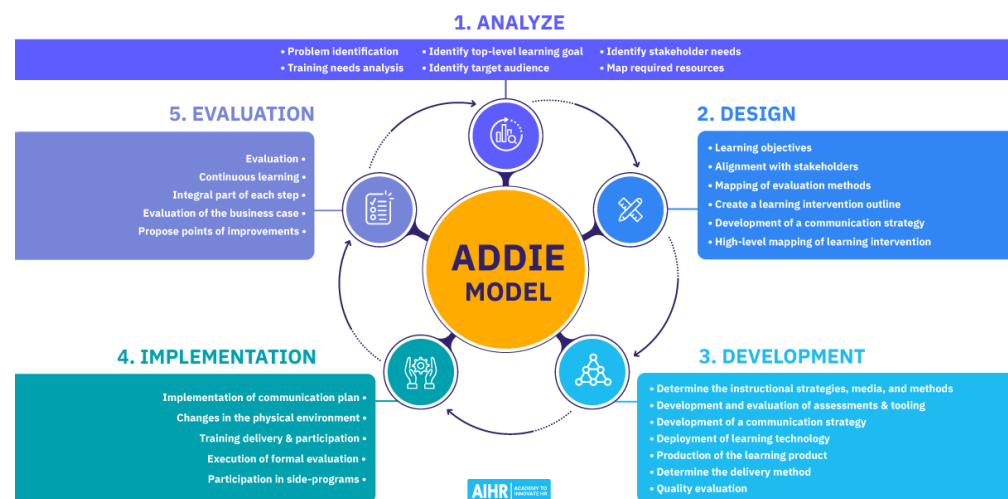 1. ANALYZE
• Problem identification • Identify top-level learning goal • Identify stakeholder needs
• Training needs analysis • Identify target audience • Map required resources
5. EVALUATION
Evaluation •
Continuous learning •
Integral part of each step •
Evaluation of the business case •
Propose points of improvements •
2. DESIGN
• Learning objectives
• Alignment with stakeholders
• Mapping of evaluation methods
• Create a learning intervention outline
• Development of a communication strategy
• High-level mapping of learning intervention
ADDIE
MODEL
4. IMPLEMENTATION
Implementation of communication plan •
Changes in the physical environment •
Training delivery & participation •
Execution of formal evaluation •
Participation in side-programs •
3. DEVELOPMENT
• Determine the instructional strategies, media, and methods
• Development and evaluation of assessments & tooling
• Development of a communication strategy
• Deployment of learning technology
• Production of the learning product
• Determine the delivery method
• Quality evaluation
AIHR ACADEMY TO
INNOVATE HR